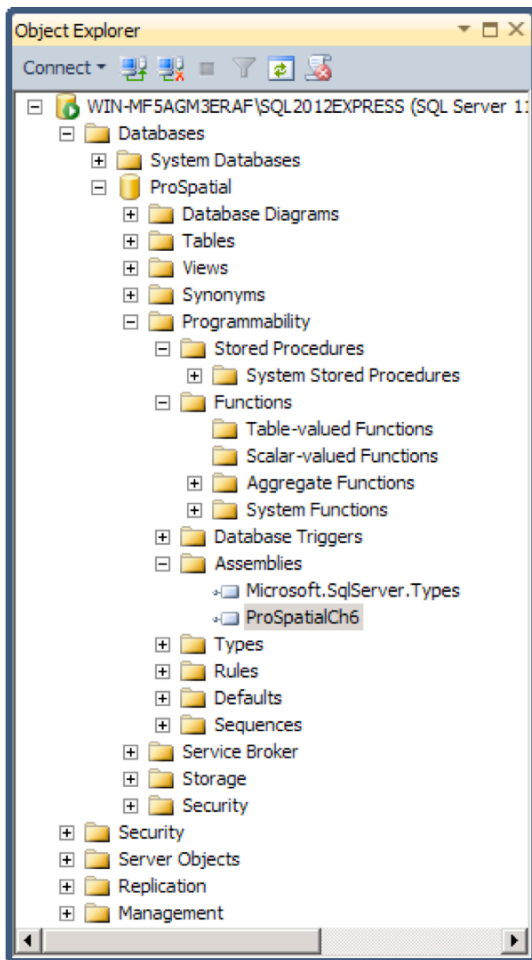 Object Explorer
Connect
WIN-MF5AGM3ERAF\SQL2012EXPRESS (SQL Server 11
Databases
System Databases
ProSpatial
Database Diagrams
Tables
Views
Synonyms
Programmability
Stored Procedures
System Stored Procedures
Functions
Table-valued Functions
Scalar-valued Functions
Aggregate Functions
System Functions
Database Triggers
Assemblies
Microsoft.SqlServer.Types
ProSpatialCh6
Types
Rules
Defaults
Sequences
Service Broker
Storage
Security
Security
Server Objects
Replication
Management